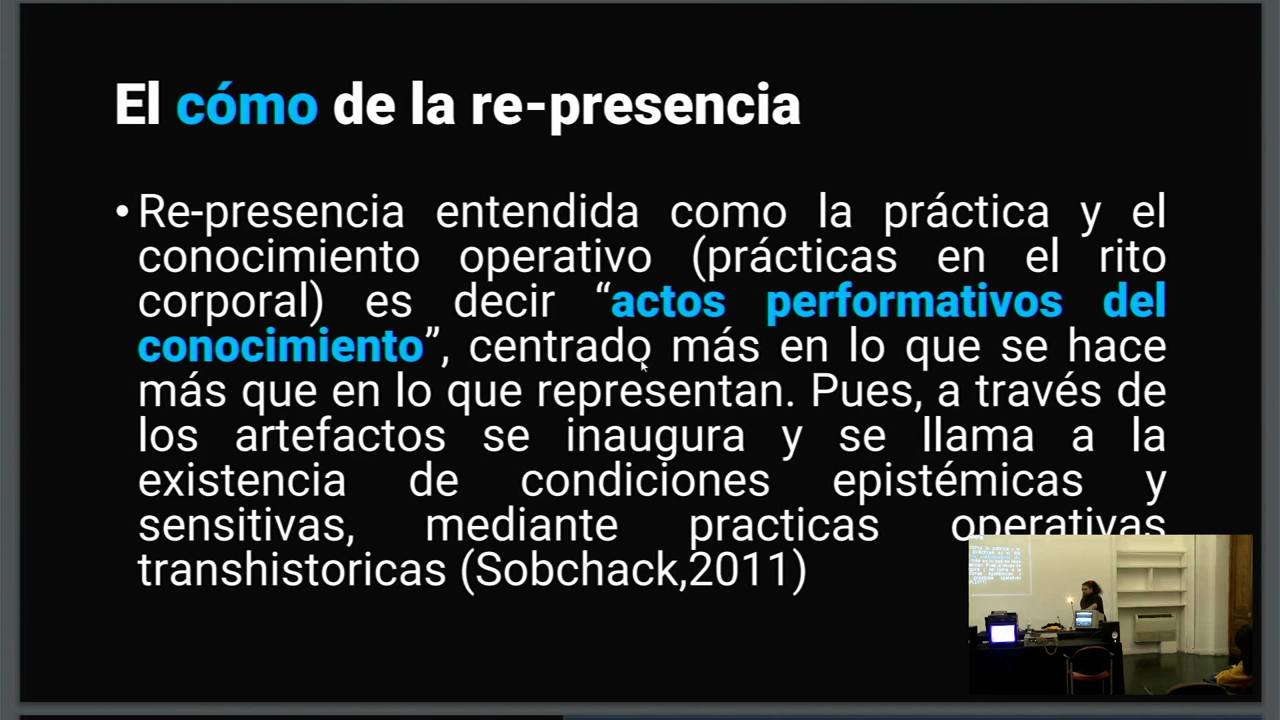 El cómo de la re-presencia
• Re-presencia entendida como la práctica y el
conocimiento operativo (prácticas en el rito
corporal) es decir “actos performativos del
conocimiento”, centrado más en lo que se hace
más que en lo que representan. Pues, a través de
los artefactos se inaugura y se llama a la
existencia de condiciones epistémicas y
sensitivas, mediante practicas operativas
transhistoricas (Sobchack,2011)